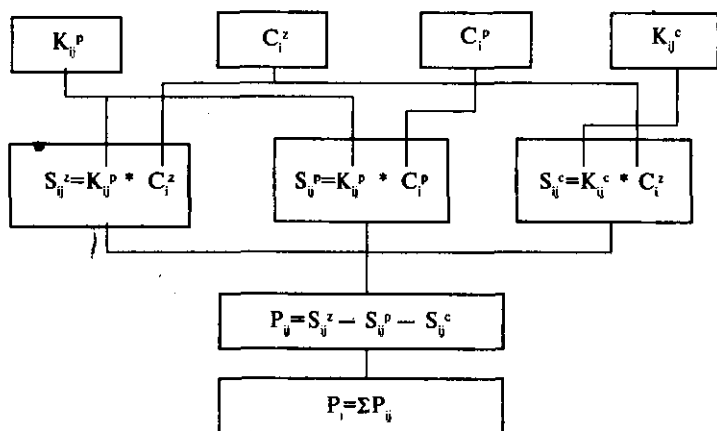 K_ij^p
C_i^z
C_i^p
K_ij^c
S_ij^z=K_ij^p * C_i^z
S_ij^p=K_ij^p * C_i^p
S_ij^c=K_ij^c * C_i^z
P_ij=S_ij^z — S_ij^p — S_ij^c
P_i=ΣP_ij